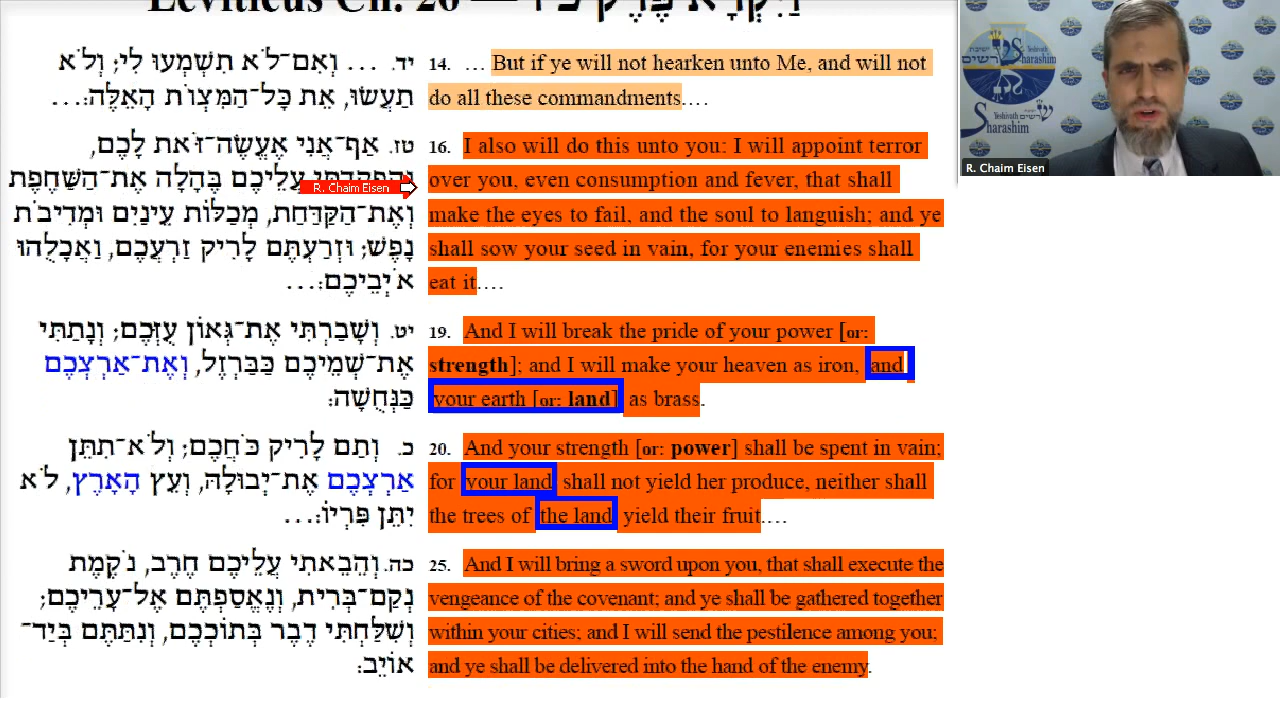 Leviticus Ch. 26 — וַיִּקְרָא פֶּרֶק כ״ו
יד. ... וְאִם־לֹא תִשְׁמְעוּ לִי; וְלֹא
תַעֲשׂוּ, אֵת כָּל־הַמִּצְוֹת הָאֵלֶּה:...
14. ... But if ye will not hearken unto Me, and will not
do all these commandments....
טז. אַף־אֲנִי אֶעֱשֶׂה־זֹּאת לָכֶם,
וְהִפְקַדְתִּי עֲלֵיכֶם בֶּהָלָה אֶת־הַשַּׁחֶפֶת
וְאֶת־הַקַּדַּחַת, מְכַלּוֹת עֵינַיִם וּמְדִיבֹת
נָפֶשׁ; וּזְרַעְתֶּם לָרִיק זַרְעֲכֶם, וַאֲכָלֻהוּ
אֹיְבֵיכֶם:...
16. I also will do this unto you: I will appoint terror
over you, even consumption and fever, that shall
make the eyes to fail, and the soul to languish; and ye
shall sow your seed in vain, for your enemies shall
eat it....
יט. וְשָׁבַרְתִּי אֶת־גְּאוֹן עֻזְּכֶם; וְנָתַתִּי
אֶת־שְׁמֵיכֶם כַּבַּרְזֶל, וְאֶת־אַרְצְכֶם
כַּנְּחֻשָׁה:
19. And I will break the pride of your power [or:
strength]; and I will make your heaven as iron, and
your earth [or: land] as brass.
כ. וְתַם לָרִיק כֹּחֲכֶם; וְלֹא־תִתֵּן
אַרְצְכֶם אֶת־יְבוּלָהּ, וְעֵץ הָאָרֶץ, לֹא
יִתֵּן פִּרְיוֹ:...
20. And your strength [or: power] shall be spent in vain;
for your land shall not yield her produce, neither shall
the trees of the land yield their fruit....
כה. וְהֵבֵאתִי עֲלֵיכֶם חֶרֶב, נֹקֶמֶת
נְקַם־בְּרִית, וְנֶאֱסַפְתֶּם אֶל־עָרֵיכֶם;
וְשִׁלַּחְתִּי דֶבֶר בְּתוֹכְכֶם, וְנִתַּתֶּם בְּיַד־
אוֹיֵב:
25. And I will bring a sword upon you, that shall execute the
vengeance of the covenant; and ye shall be gathered together
within your cities; and I will send the pestilence among you;
and ye shall be delivered into the hand of the enemy.
R. Chaim Eisen
R. Chaim Eisen
Yeshivath
Sharashim
Yeshivath
Sharashim